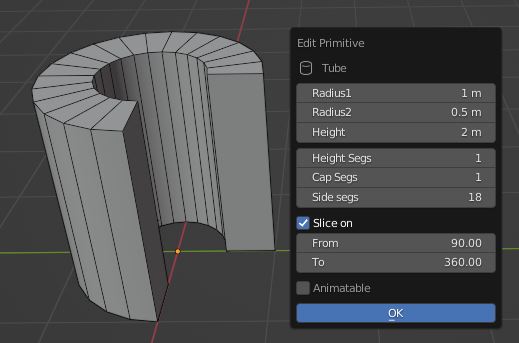 Edit Primitive
Tube
Radius1 1 m
Radius2 0.5 m
Height 2 m
Height Segs 1
Cap Segs 1
Side segs 18
Slice on
From 90.00
To 360.00
Animatable
OK